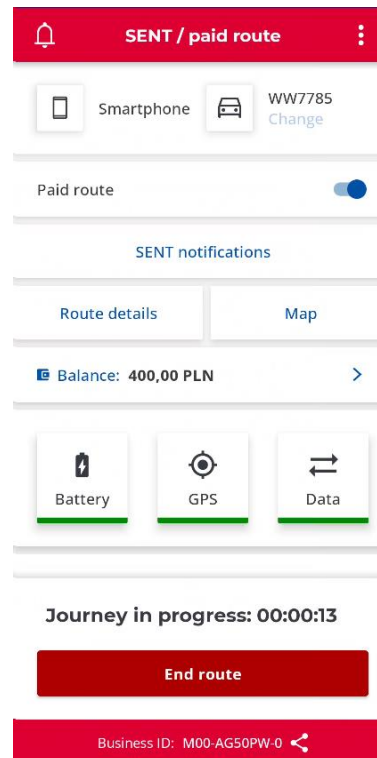 SENT / paid route
Smartphone
WW7785
Change
Paid route
SENT notifications
Route details
Map
Balance: 400,00 PLN
Battery
GPS
Data
Journey in progress: 00:00:13
End route
Business ID: M00-AG50PW-0